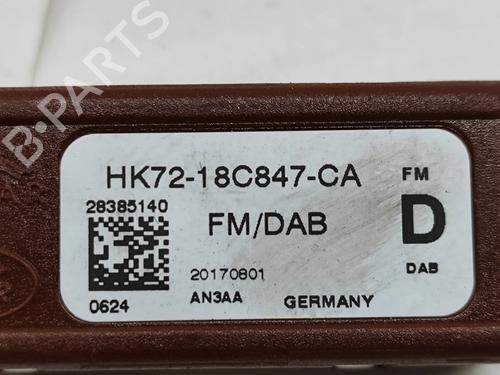 B-PARTS
HK72-18C847-CA
FM
28385140
FM/DAB
D
20170801
DAB
0624
AN3AA
GERMANY